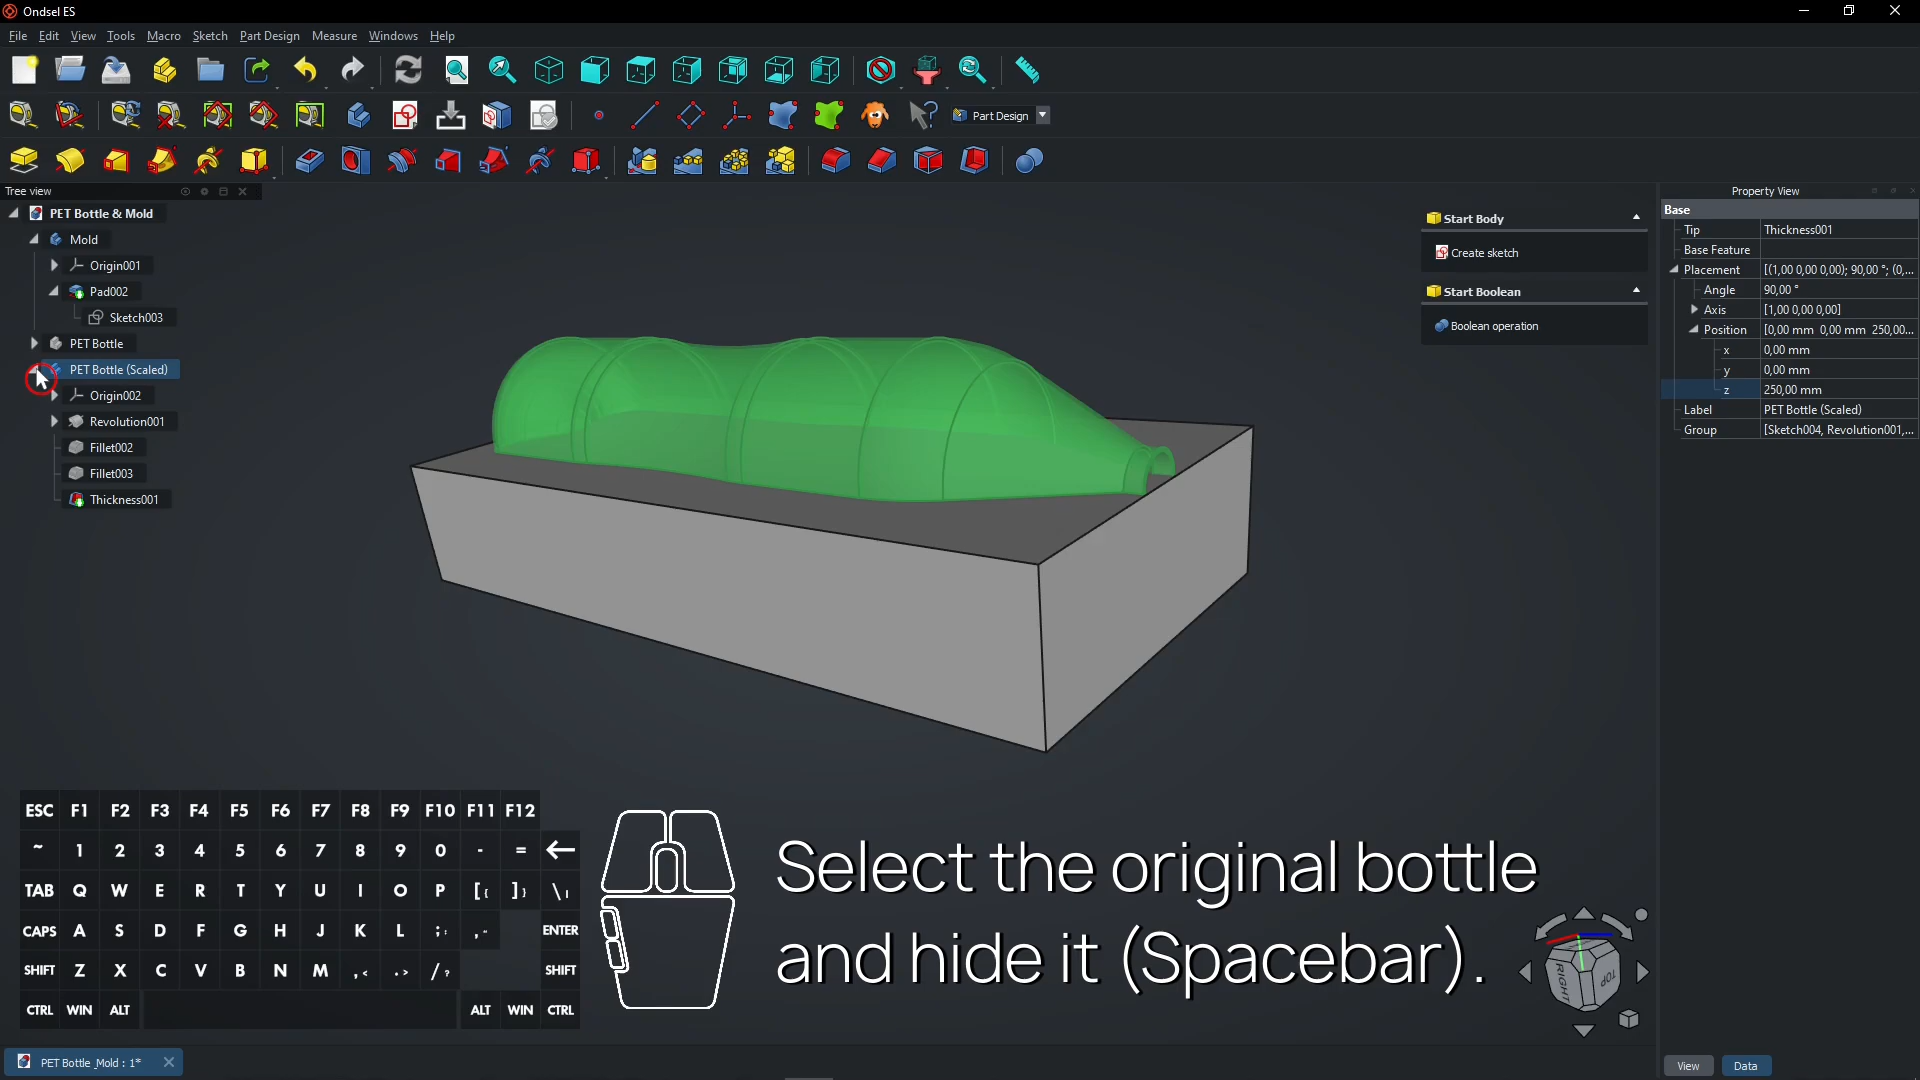 Ondsel ES
File Edit View Tools Macro Sketch Part Design Measure Windows Help
Part Design
Tree view
PET Bottle & Mold
Mold
Origin001
Pad002
Sketch003
PET Bottle
PET Bottle (Scaled)
Origin002
Revolution001
Fillet002
Fillet003
Thickness001
Start Body
Create sketch
Start Boolean
Boolean operation
Property View
Base
Tip Thickness001
Base Feature
Placement [(1,00 0,00 0,00); 90,00 °; (0,...
Angle 90,00 °
Axis [1,00 0,00 0,00]
Position [0,00 mm 0,00 mm 250,00...
x 0,00 mm
y 0,00 mm
z 250,00 mm
Label PET Bottle (Scaled)
Group [Sketch004, Revolution001,...
ESC F1 F2 F3 F4 F5 F6 F7 F8 F9 F10 F11 F12
~ 1 2 3 4 5 6 7 8 9 0 - =
TAB Q W E R T Y U I O P [ { ] } \ |
CAPS A S D F G H J K L ; : , " ENTER
SHIFT Z X C V B N M , < . > / ? SHIFT
CTRL WIN ALT ALT WIN CTRL
Select the original bottle
and hide it (Spacebar).
RIGHT TOP
PET Bottle_Mold : 1*
View Data